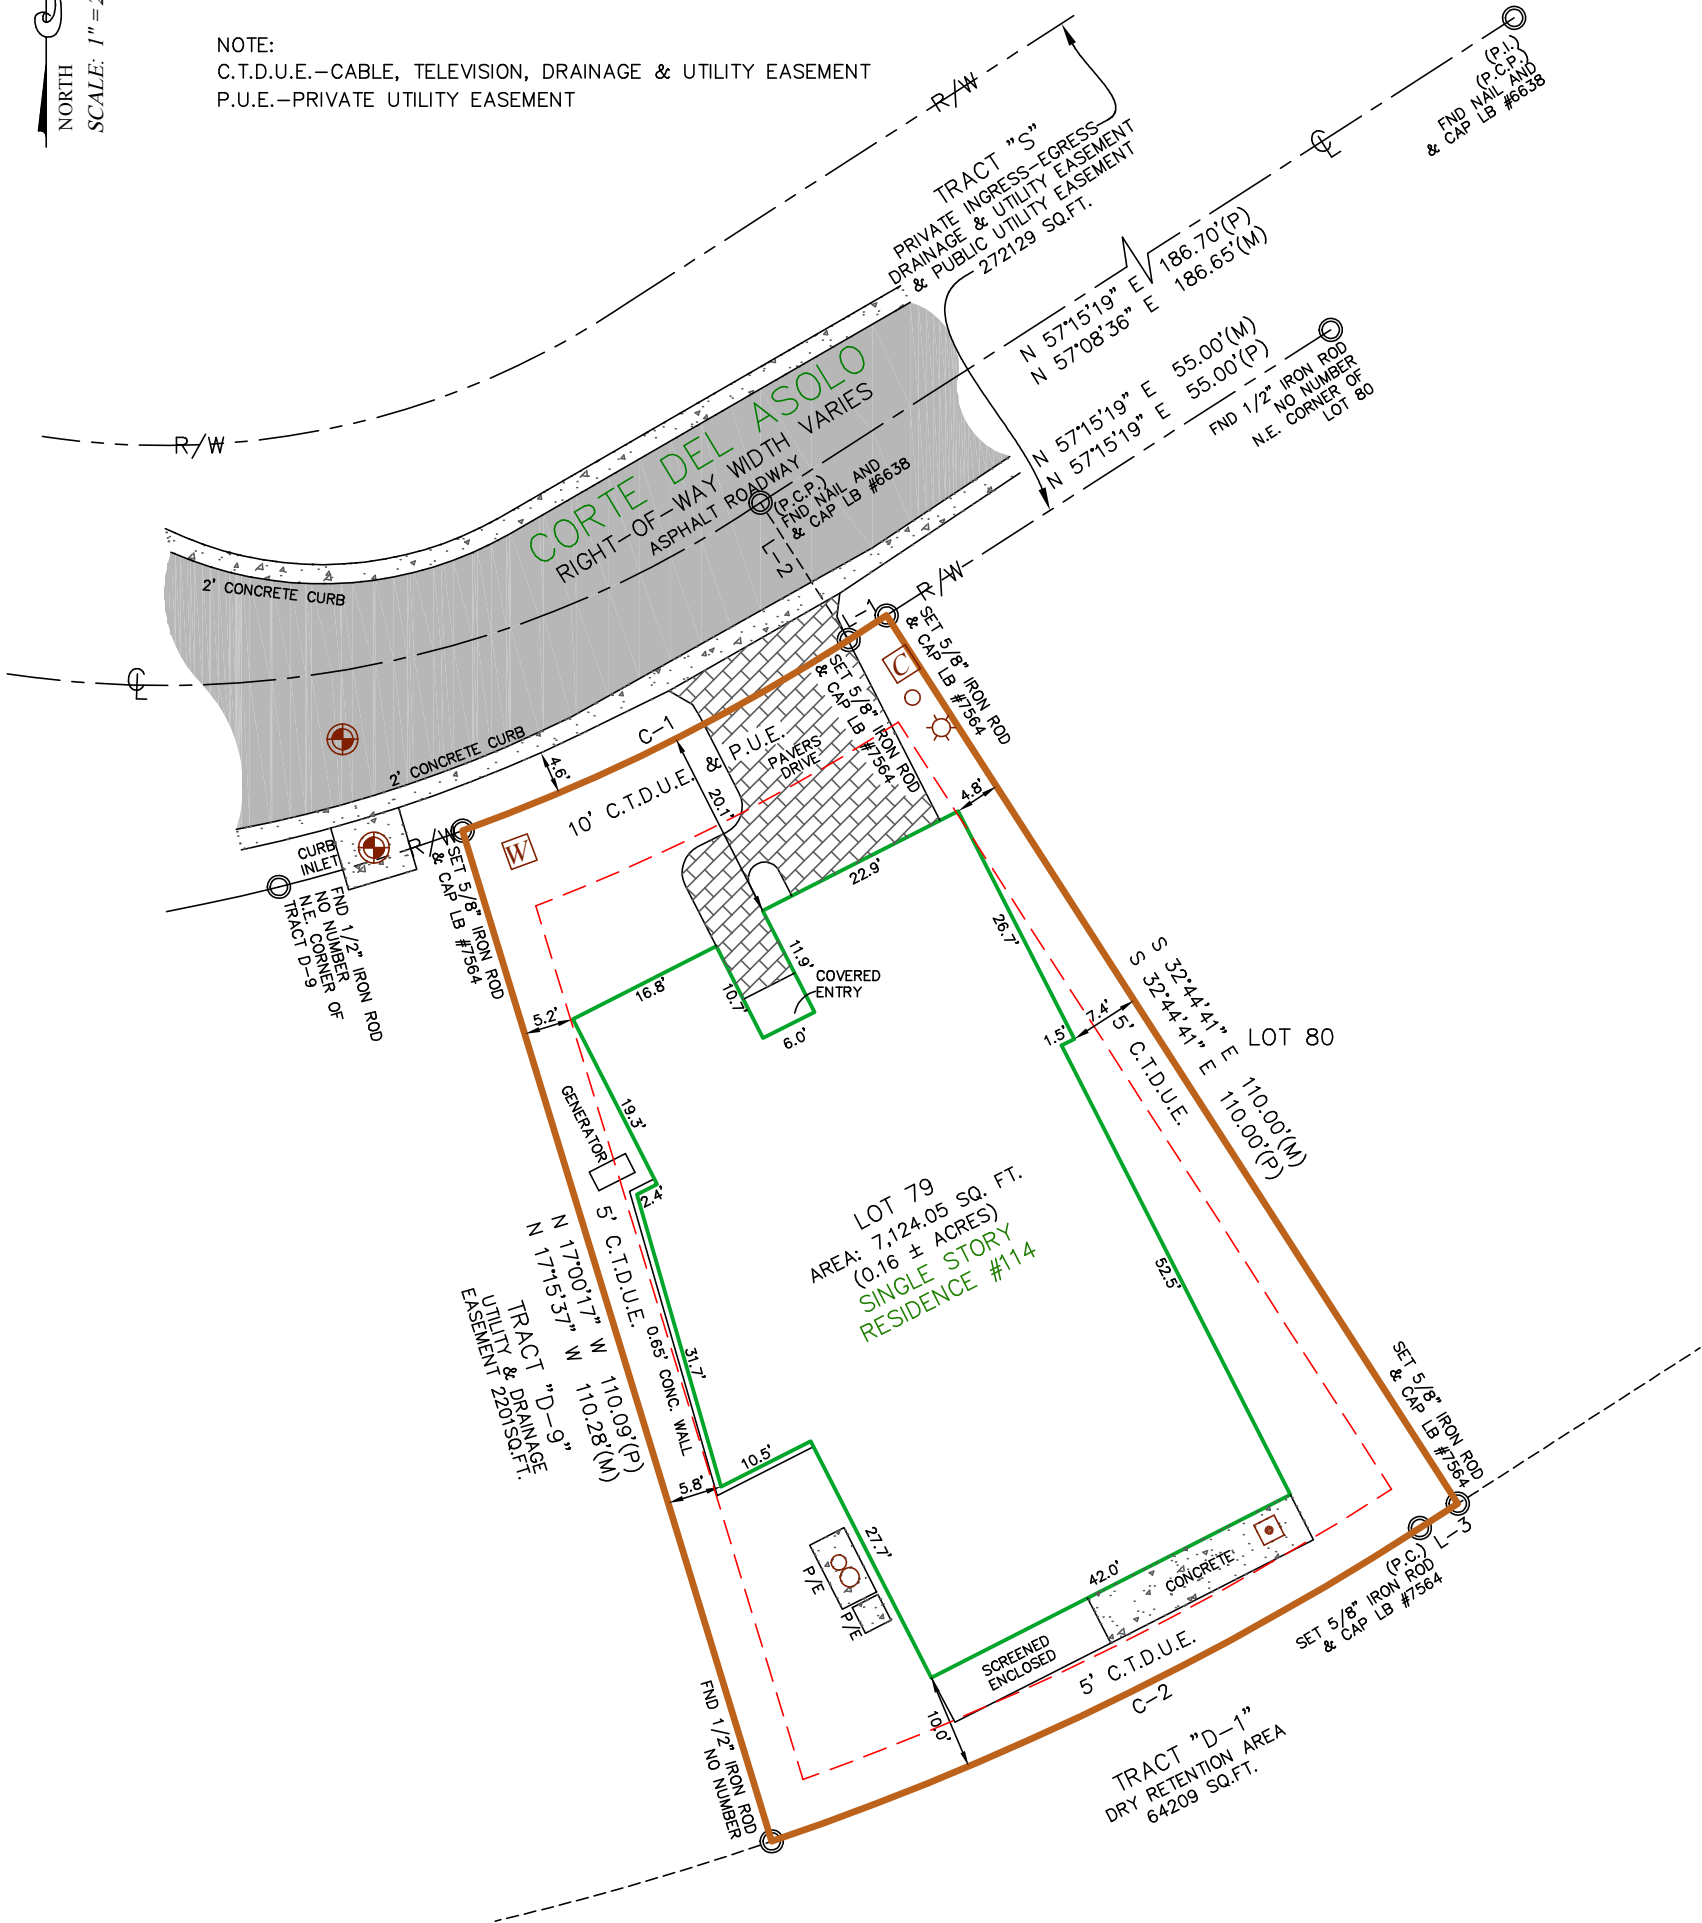 NORTH
SCALE: 1" = 2
NOTE:
C.T.D.U.E.-CABLE, TELEVISION, DRAINAGE & UTILITY EASEMENT
P.U.E.-PRIVATE UTILITY EASEMENT
R/W
(P.I.)
(P.C.P.)
FND NAIL AND
& CAP LB #6638
TRACT "S"
PRIVATE INGRESS-EGRESS
DRAINAGE & UTILITY EASEMENT
& PUBLIC UTILITY EASEMENT
272129 SQ.FT.
N 57°15'19" E 186.70'(P)
N 57°08'36" E 186.65'(M)
N 57°15'19" E 55.00'(M)
N 57°15'19" E 55.00'(P)
FND 1/2" IRON ROD
NO NUMBER
N.E. CORNER OF
LOT 80
R/W
CORTE DEL ASOLO
RIGHT-OF-WAY WIDTH VARIES
ASPHALT ROADWAY
(P.C.P.)
FND NAIL AND
& CAP LB #6638
L-2
2' CONCRETE CURB
2' CONCRETE CURB
L-1
R/W
SET 5/8" IRON ROD
& CAP LB #7564
C
SET 5/8" IRON ROD
& CAP LB #7564
C-1
4.6'
10' C.T.D.U.E. & P.U.E.
PAVERS
DRIVE
20.1'
4.8'
W
R/W
CURB
INLET
SET 5/8" IRON ROD
& CAP LB #7564
FND 1/2" IRON ROD
NO NUMBER
N.E. CORNER OF
TRACT D-9
22.9'
26.7'
11.9'
COVERED
ENTRY
10.7'
16.8'
6.0'
5.2'
1.5'
7.4'
5' C.T.D.U.E.
S 32°44'41" E 110.00'(M)
S 32°44'41" E 110.00'(P)
LOT 80
GENERATOR
19.3'
2.4'
5' C.T.D.U.E.
LOT 79
AREA: 7,124.05 SQ. FT.
(0.16 ± ACRES)
SINGLE STORY
RESIDENCE #114
52.5'
N 17°00'17" W 110.09'(P)
N 17°15'37" W 110.28'(M)
TRACT "D-9"
UTILITY & DRAINAGE
EASEMENT 2201SQ.FT.
0.65' CONC. WALL
31.7'
5.8'
10.5'
27.7'
P/E
P/E
42.0'
CONCRETE
SCREENED
ENCLOSED
5' C.T.D.U.E.
C-2
10.0'
SET 5/8" IRON ROD
& CAP LB #7564
L-3
(P.C.)
SET 5/8" IRON ROD
& CAP LB #7564
FND 1/2" IRON ROD
NO NUMBER
TRACT "D-1"
DRY RETENTION AREA
64209 SQ.FT.